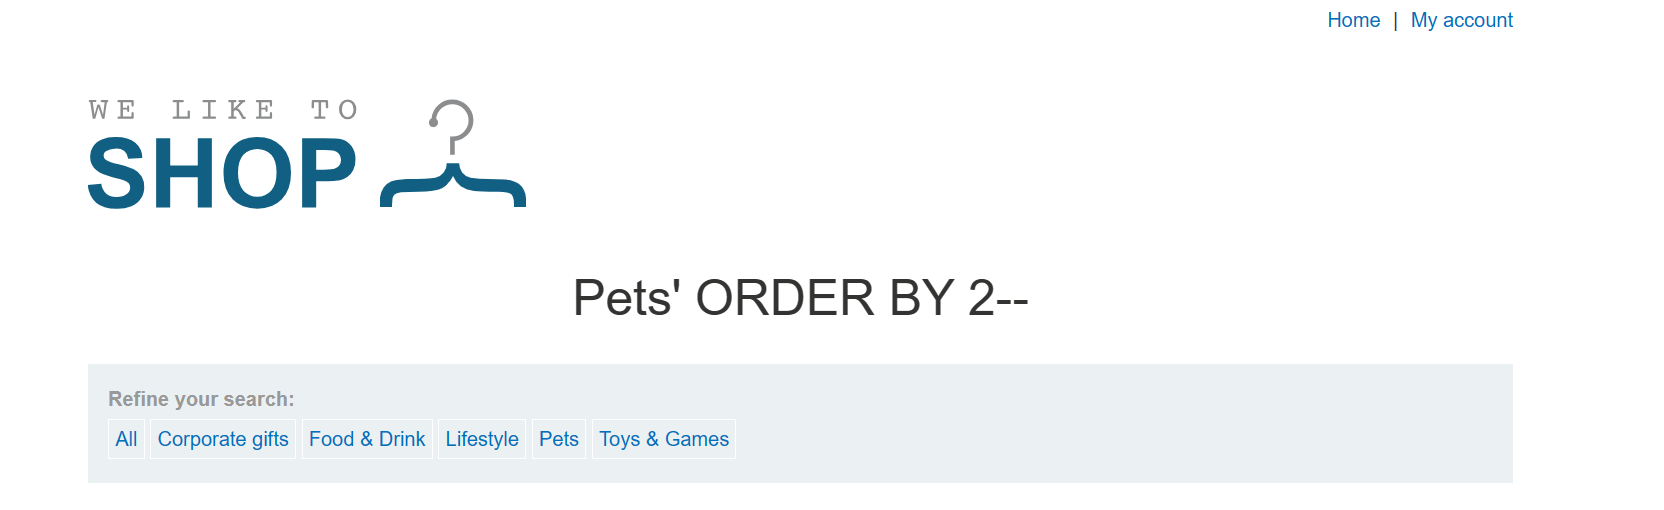 Home | My account
WE LIKE TO
SHOP
Pets' ORDER BY 2--
Refine your search:
All Corporate gifts Food & Drink Lifestyle Pets Toys & Games